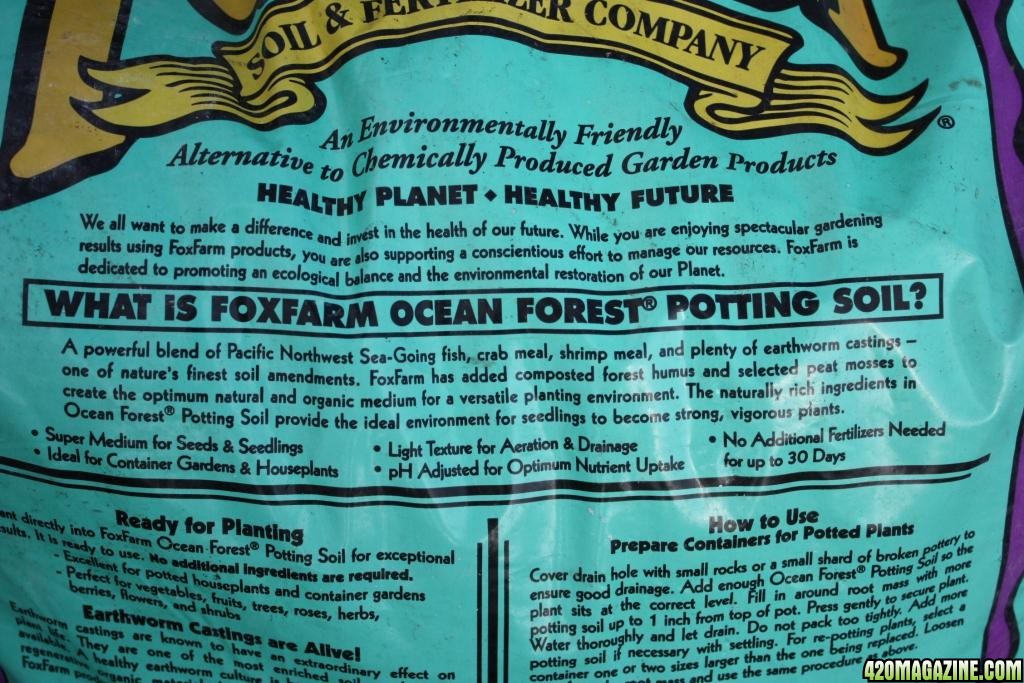 SOIL & FERTILIZER COMPANY
®
An Environmentally Friendly
Alternative to Chemically Produced Garden Products
HEALTHY PLANET ◆ HEALTHY FUTURE
We all want to make a difference and invest in the health of our future. While you are enjoying spectacular gardening
results using FoxFarm products, you are also supporting a conscientious effort to manage our resources. FoxFarm is
dedicated to promoting an ecological balance and the environmental restoration of our Planet.
WHAT IS FOXFARM OCEAN FOREST® POTTING SOIL?
A powerful blend of Pacific Northwest Sea-Going fish, crab meal, shrimp meal, and plenty of earthworm castings –
one of nature's finest soil amendments. FoxFarm has added composted forest humus and selected peat mosses to
create the optimum natural and organic medium for a versatile planting environment. The naturally rich ingredients in
Ocean Forest® Potting Soil provide the ideal environment for seedlings to become strong, vigorous plants.
• Super Medium for Seeds & Seedlings
• Ideal for Container Gardens & Houseplants
• Light Texture for Aeration & Drainage
• pH Adjusted for Optimum Nutrient Uptake
• No Additional Fertilizers Needed
for up to 30 Days
Ready for Planting
directly into FoxFarm Ocean Forest® Potting Soil for exceptional
It is ready to use. No additional ingredients are required.
- Excellent for potted houseplants and container gardens
- Perfect for vegetables, fruits, trees, roses, herbs,
berries, flowers, and shrubs
Earthworm Castings are Alive!
Earthworm castings are known to have an extraordinary effect on
plant life. They are one of the most enriched soil
available. A healthy earthworm culture is
regenerative organic
FoxFarm
How to Use
Prepare Containers for Potted Plants
Cover drain hole with small rocks or a small shard of broken pottery to
ensure good drainage. Add enough Ocean Forest® Potting Soil so the
plant sits at the correct level. Fill in around root mass with more
potting soil up to 1 inch from top of pot. Press gently to secure plant.
Water thoroughly and let drain. Do not pack too tightly. Add more
potting soil if necessary with settling. For re-potting plants, select a
container one or two sizes larger than the one being replaced. Loosen
root mass and use the same procedure as above.
420MAGAZINE.COM